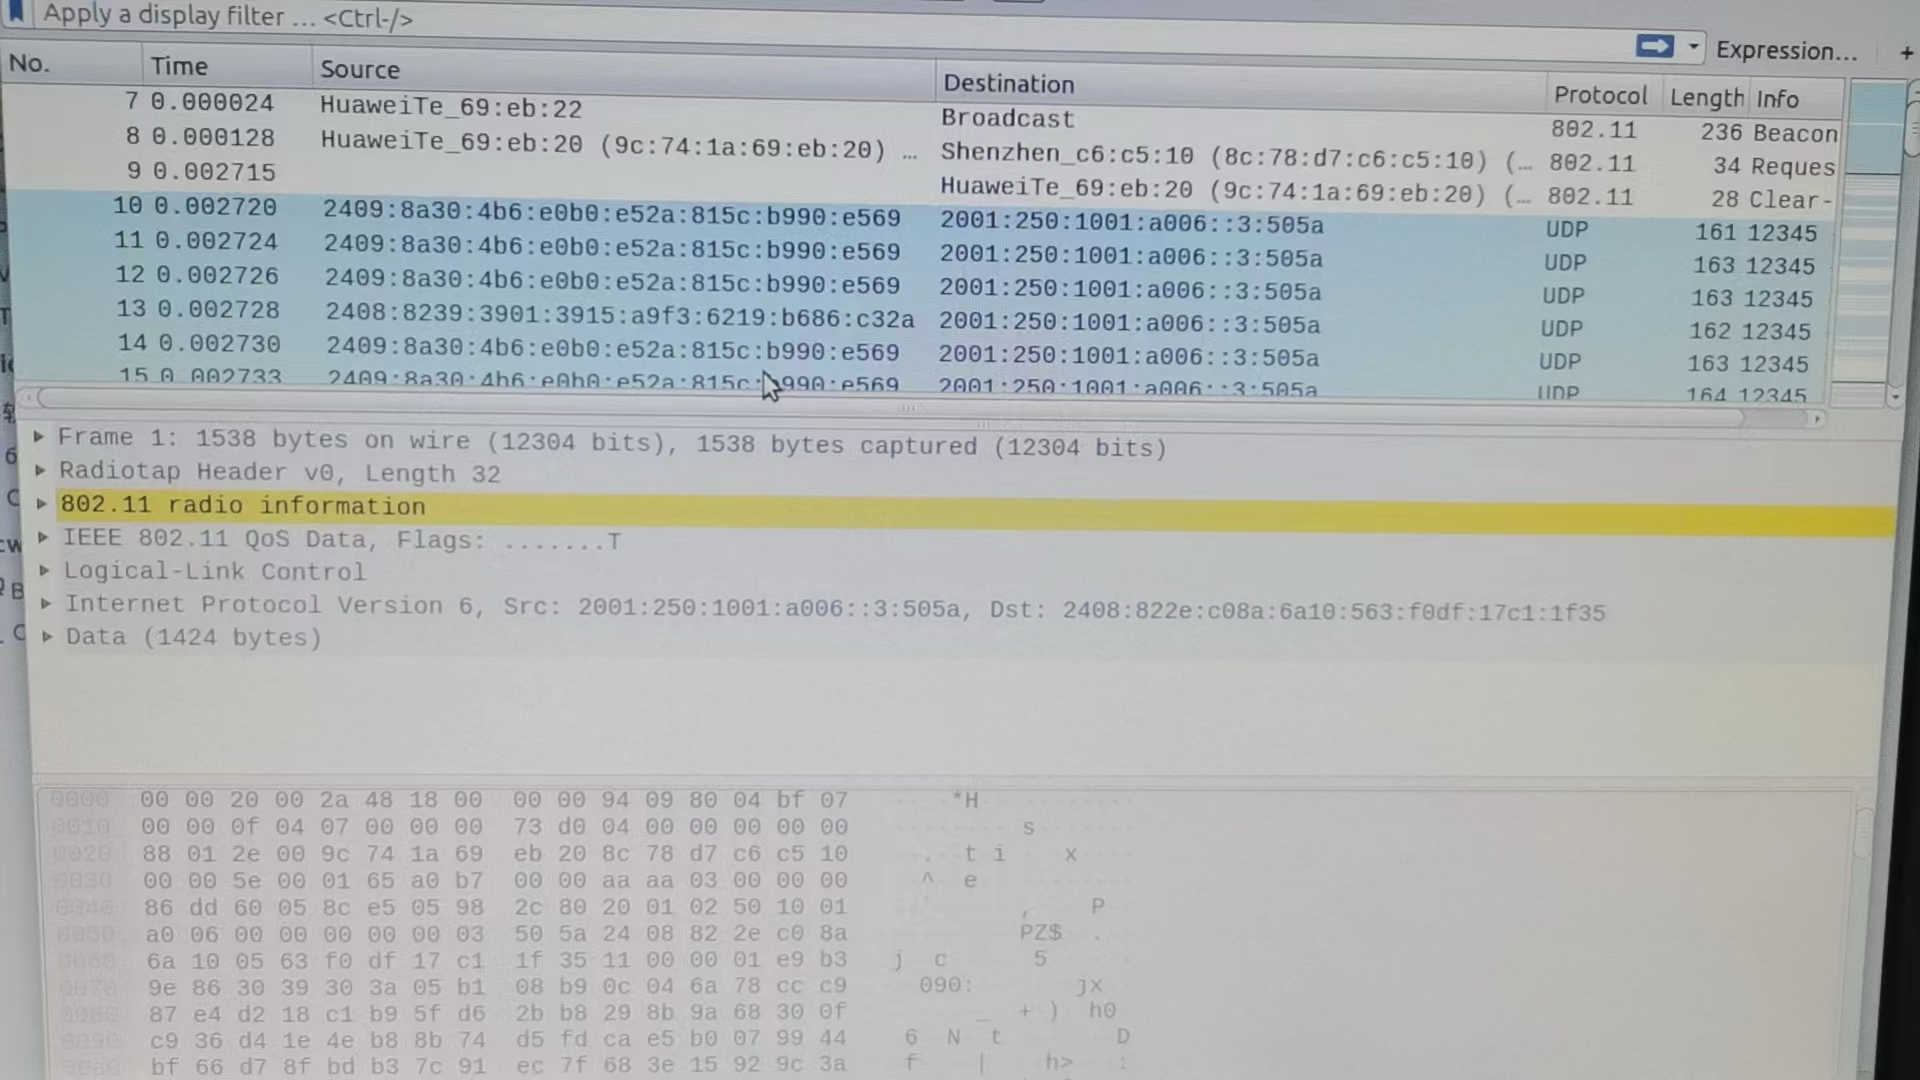 Apply a display filter ... <Ctrl-/>
Expression... +
No. Time Source Destination Protocol Length Info
7 0.000024 HuaweiTe_69:eb:22 Broadcast 802.11 236 Beacon
8 0.000128 HuaweiTe_69:eb:20 (9c:74:1a:69:eb:20) … Shenzhen_c6:c5:10 (8c:78:d7:c6:c5:10) (… 802.11 34 Reques
9 0.002715 HuaweiTe_69:eb:20 (9c:74:1a:69:eb:20) (… 802.11 28 Clear-
10 0.002720 2409:8a30:4b6:e0b0:e52a:815c:b990:e569 2001:250:1001:a006::3:505a UDP 161 12345
11 0.002724 2409:8a30:4b6:e0b0:e52a:815c:b990:e569 2001:250:1001:a006::3:505a UDP 163 12345
12 0.002726 2409:8a30:4b6:e0b0:e52a:815c:b990:e569 2001:250:1001:a006::3:505a UDP 163 12345
13 0.002728 2408:8239:3901:3915:a9f3:6219:b686:c32a 2001:250:1001:a006::3:505a UDP 162 12345
14 0.002730 2409:8a30:4b6:e0b0:e52a:815c:b990:e569 2001:250:1001:a006::3:505a UDP 163 12345
15 0.002733 2409:8a30:4b6:e0b0:e52a:815c:b990:e569 2001:250:1001:a006::3:505a UDP 164 12345
Frame 1: 1538 bytes on wire (12304 bits), 1538 bytes captured (12304 bits)
Radiotap Header v0, Length 32
802.11 radio information
IEEE 802.11 QoS Data, Flags: .......T
Logical-Link Control
Internet Protocol Version 6, Src: 2001:250:1001:a006::3:505a, Dst: 2408:822e:c08a:6a10:563:f0df:17c1:1f35
Data (1424 bytes)
0000 00 00 20 00 2a 48 18 00 00 00 94 09 80 04 bf 07 *H
0010 00 00 0f 04 07 00 00 00 73 d0 04 00 00 00 00 00 s
0020 88 01 2e 00 9c 74 1a 69 eb 20 8c 78 d7 c6 c5 10 . t i x
0030 00 00 5e 00 01 65 a0 b7 00 00 aa aa 03 00 00 00 ^ e
0040 86 dd 60 05 8c e5 05 98 2c 80 20 01 02 50 10 01 ` , P
0050 a0 06 00 00 00 00 00 03 50 5a 24 08 82 2e c0 8a PZ$ .
0060 6a 10 05 63 f0 df 17 c1 1f 35 11 00 00 01 e9 b3 j c 5
0070 9e 86 30 39 30 3a 05 b1 08 b9 0c 04 6a 78 cc c9 090: jx
0080 87 e4 d2 18 c1 b9 5f d6 2b b8 29 8b 9a 68 30 0f _ + ) h0
0090 c9 36 d4 1e 4e b8 8b 74 d5 fd ca e5 b0 07 99 44 6 N t D
00a0 bf 66 d7 8f bd b3 7c 91 ec 7f 68 3e 15 92 9c 3a f | h> :